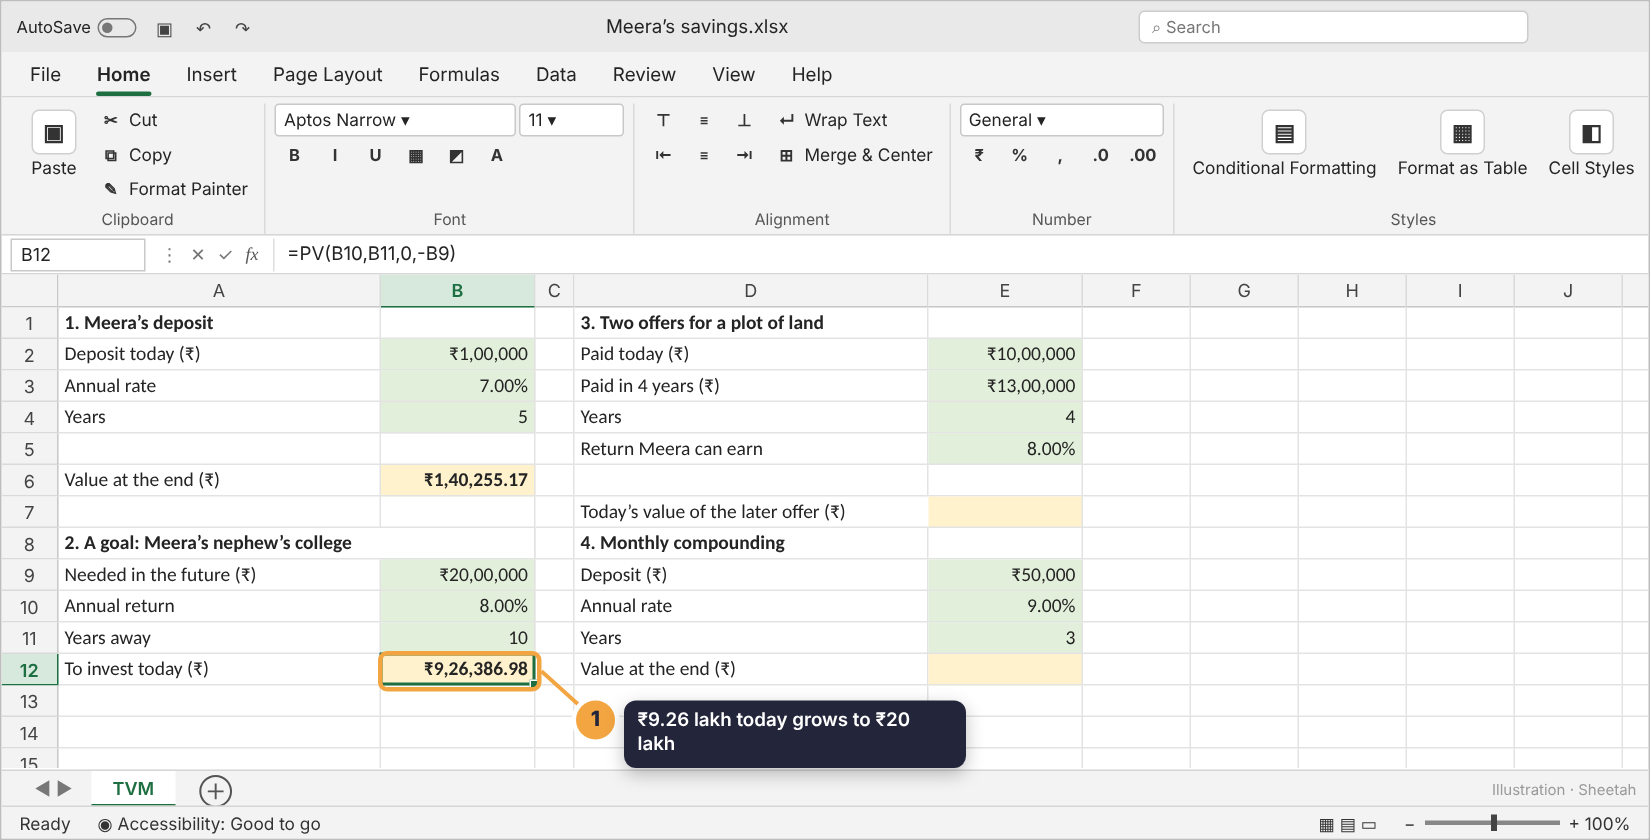 AutoSave
Meera's savings.xlsx
Search
File Home Insert Page Layout Formulas Data Review View Help
Paste
Cut
Copy
Format Painter
Clipboard
Aptos Narrow ▾ 11 ▾
B I U A
Font
Wrap Text
Merge & Center
Alignment
General ▾
₹ % , .0 .00
Number
Conditional Formatting Format as Table Cell Styles
Styles
B12 fx =PV(B10,B11,0,-B9)
A B C D E F G H I J
1 1. Meera's deposit 3. Two offers for a plot of land
2 Deposit today (₹) ₹1,00,000 Paid today (₹) ₹10,00,000
3 Annual rate 7.00% Paid in 4 years (₹) ₹13,00,000
4 Years 5 Years 4
5 Return Meera can earn 8.00%
6 Value at the end (₹) ₹1,40,255.17
7 Today's value of the later offer (₹)
8 2. A goal: Meera's nephew's college 4. Monthly compounding
9 Needed in the future (₹) ₹20,00,000 Deposit (₹) ₹50,000
10 Annual return 8.00% Annual rate 9.00%
11 Years away 10 Years 3
12 To invest today (₹) ₹9,26,386.98 Value at the end (₹)
13
14
15
1 ₹9.26 lakh today grows to ₹20
lakh
TVM
Illustration · Sheetah
Ready Accessibility: Good to go
− + 100%